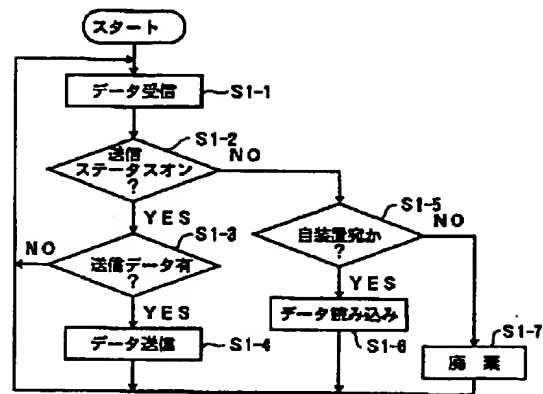 スタート
データ受信
S1-1
送信
ステータスオン
?
S1-2
NO
YES
自装置宛か
?
S1-5
NO
YES
送信データ有
?
S1-3
NO
YES
データ送信
S1-4
データ読み込み
S1-6
廃 棄
S1-7